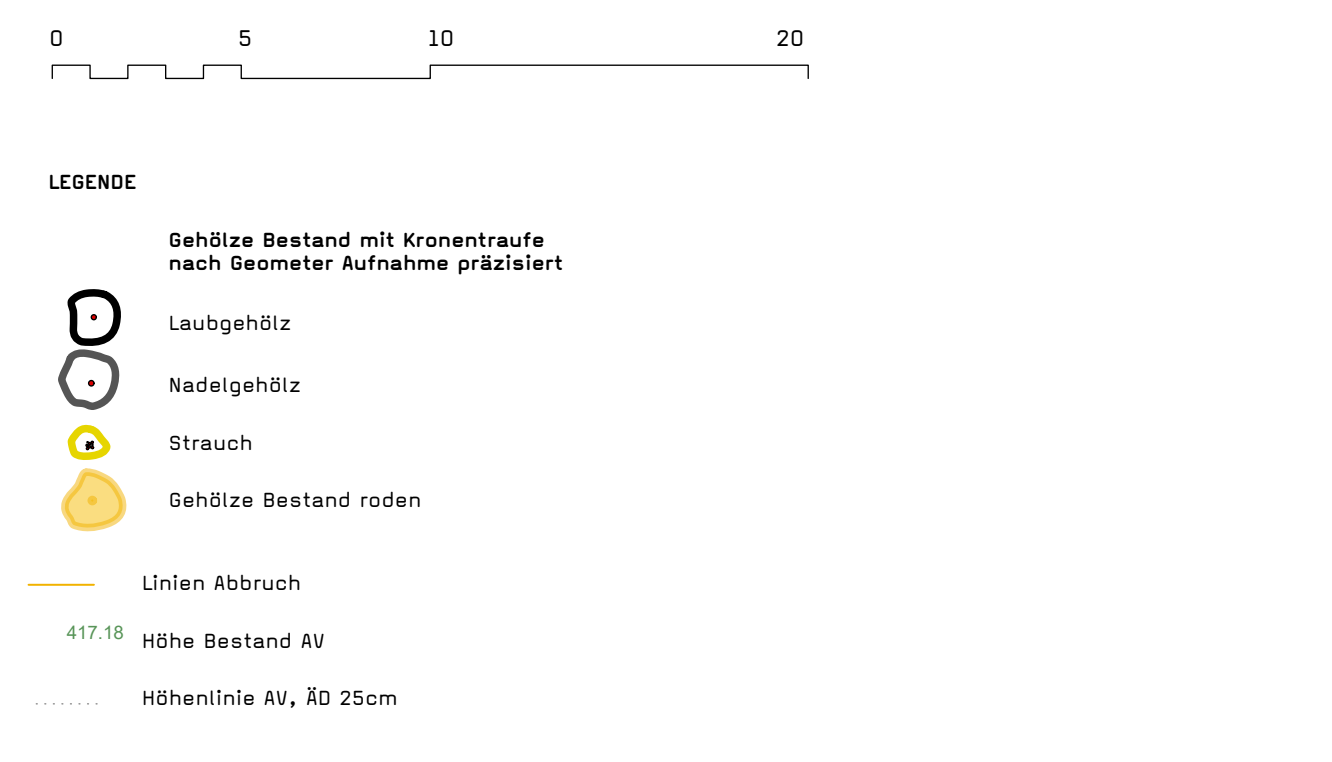 0 5 10 20
LEGENDE
Gehölze Bestand mit Kronentraufe
nach Geometer Aufnahme präzisiert
Laubgehölz
Nadelgehölz
Strauch
Gehölze Bestand roden
Linien Abbruch
417.18 Höhe Bestand AV
Höhenlinie AV, ÄD 25cm